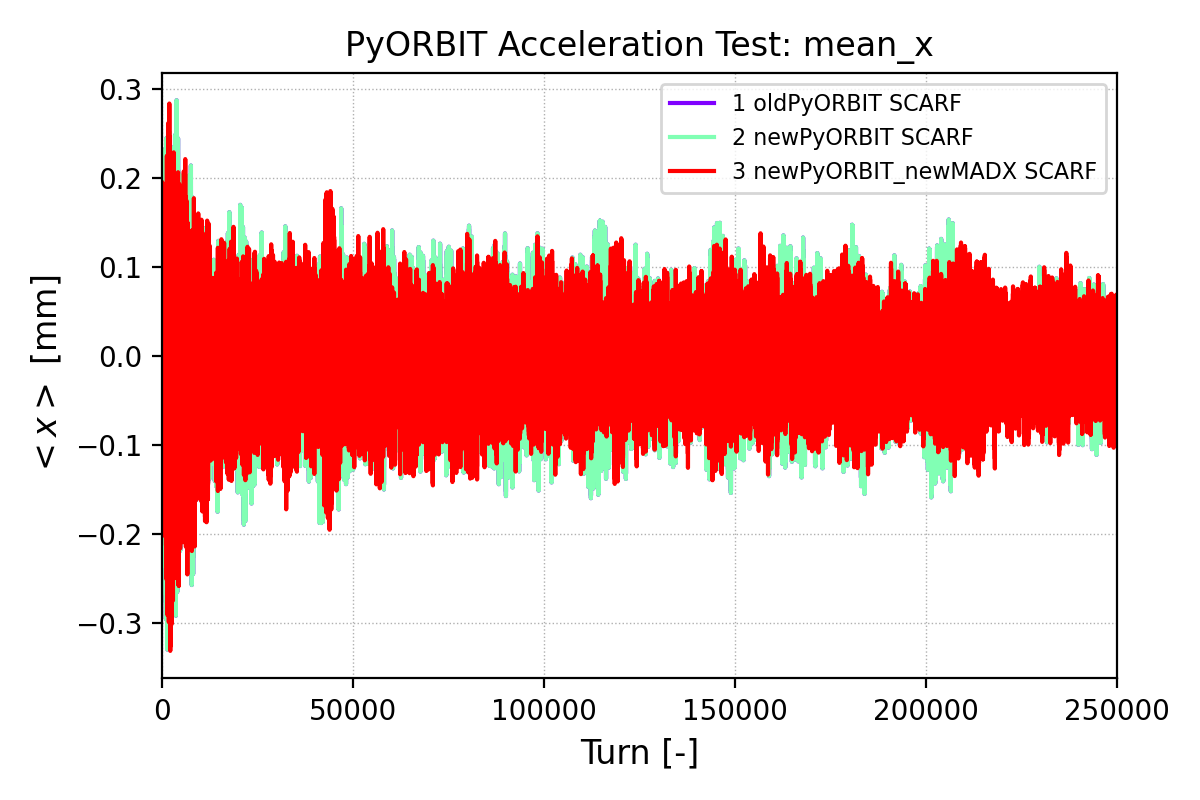 PyORBIT Acceleration Test: mean_x
1 oldPyORBIT SCARF
2 newPyORBIT SCARF
3 newPyORBIT_newMADX SCARF
0.3
0.2
0.1
0.0
−0.1
−0.2
−0.3
< x > [mm]
0 50000 100000 150000 200000 250000
Turn [-]